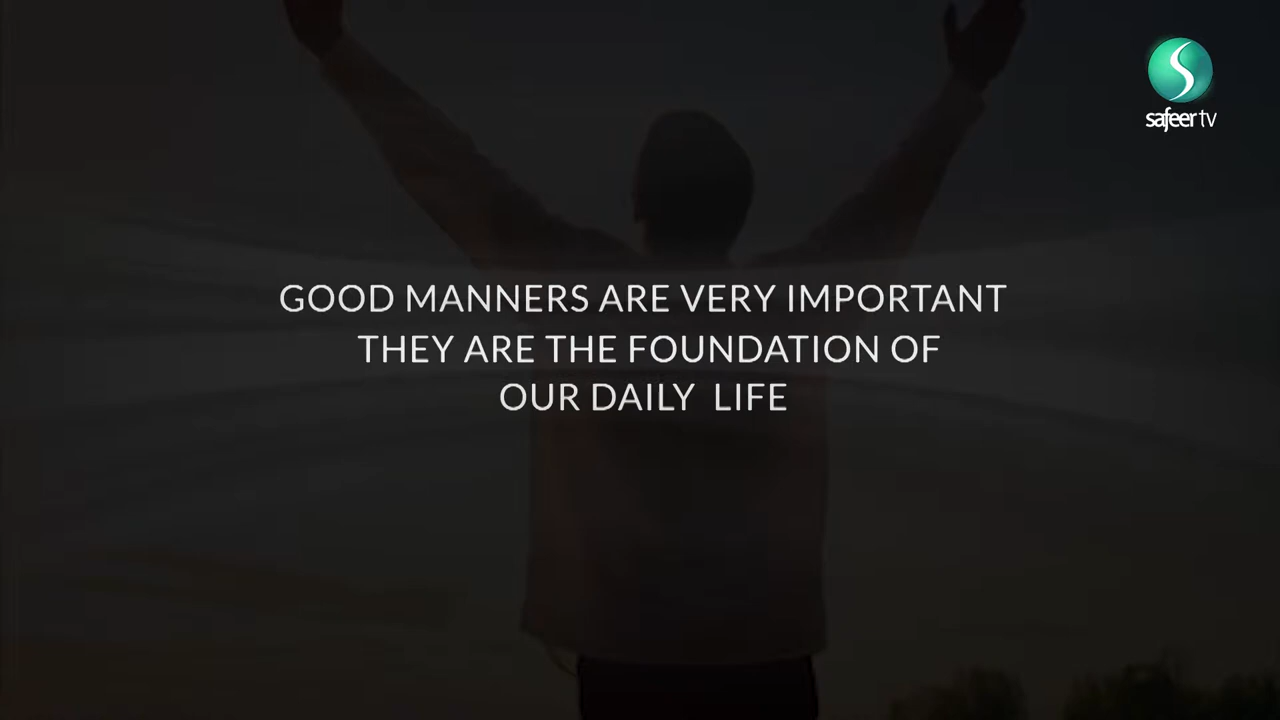 safeer tv
GOOD MANNERS ARE VERY IMPORTANT
THEY ARE THE FOUNDATION OF
OUR DAILY LIFE